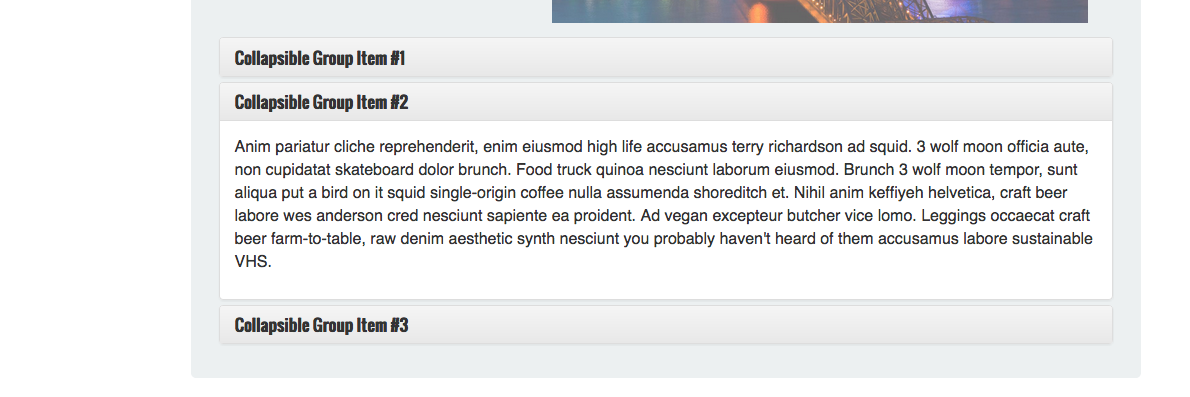 Collapsible Group Item #1
Collapsible Group Item #2
Anim pariatur cliche reprehenderit, enim eiusmod high life accusamus terry richardson ad squid. 3 wolf moon officia aute,
non cupidatat skateboard dolor brunch. Food truck quinoa nesciunt laborum eiusmod. Brunch 3 wolf moon tempor, sunt
aliqua put a bird on it squid single-origin coffee nulla assumenda shoreditch et. Nihil anim keffiyeh helvetica, craft beer
labore wes anderson cred nesciunt sapiente ea proident. Ad vegan excepteur butcher vice lomo. Leggings occaecat craft
beer farm-to-table, raw denim aesthetic synth nesciunt you probably haven't heard of them accusamus labore sustainable
VHS.
Collapsible Group Item #3